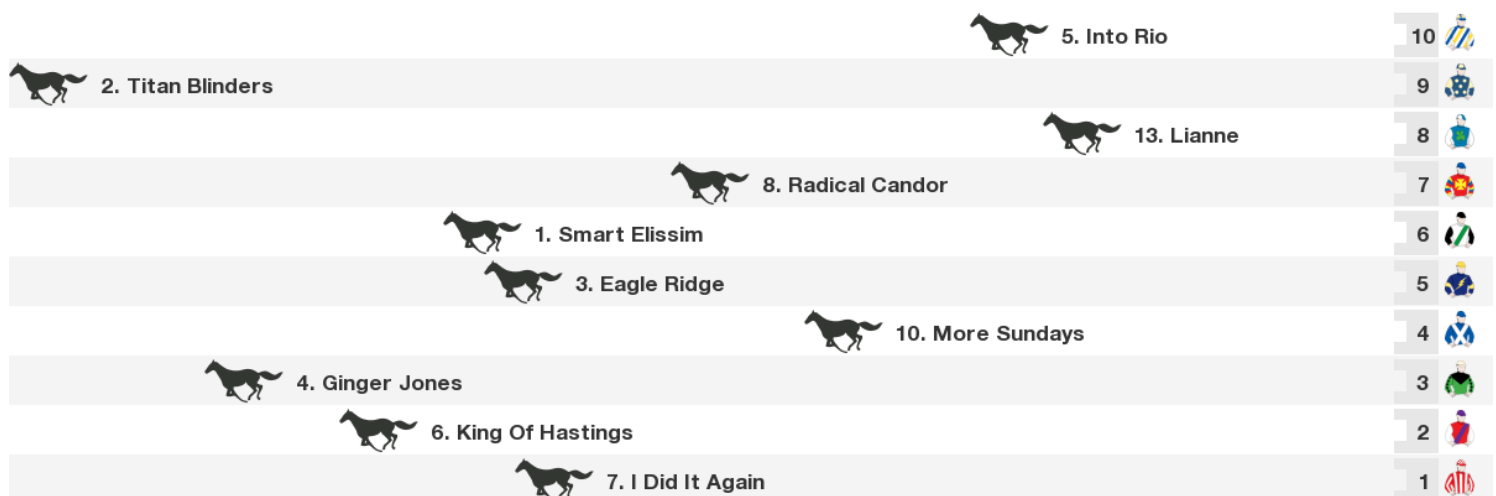 5. Into Rio 10
2. Titan Blinders 9
13. Lianne 8
8. Radical Candor 7
1. Smart Elissim 6
3. Eagle Ridge 5
10. More Sundays 4
4. Ginger Jones 3
6. King Of Hastings 2
7. I Did It Again 1